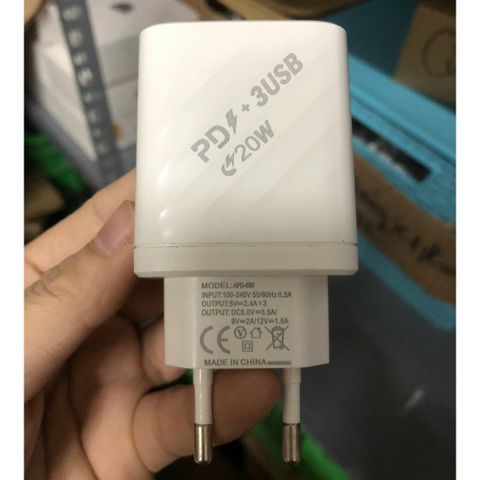 PD + 3USB
20W
MODEL: APD-890
INPUT:100-240V 50/60Hz 0.5A
OUTPUT:5V⎓2.4A×3
OUTPUT: DC5.0V⎓3.5A/
9V⎓2A/12V⎓1.5A
CE V
MADE IN CHINA